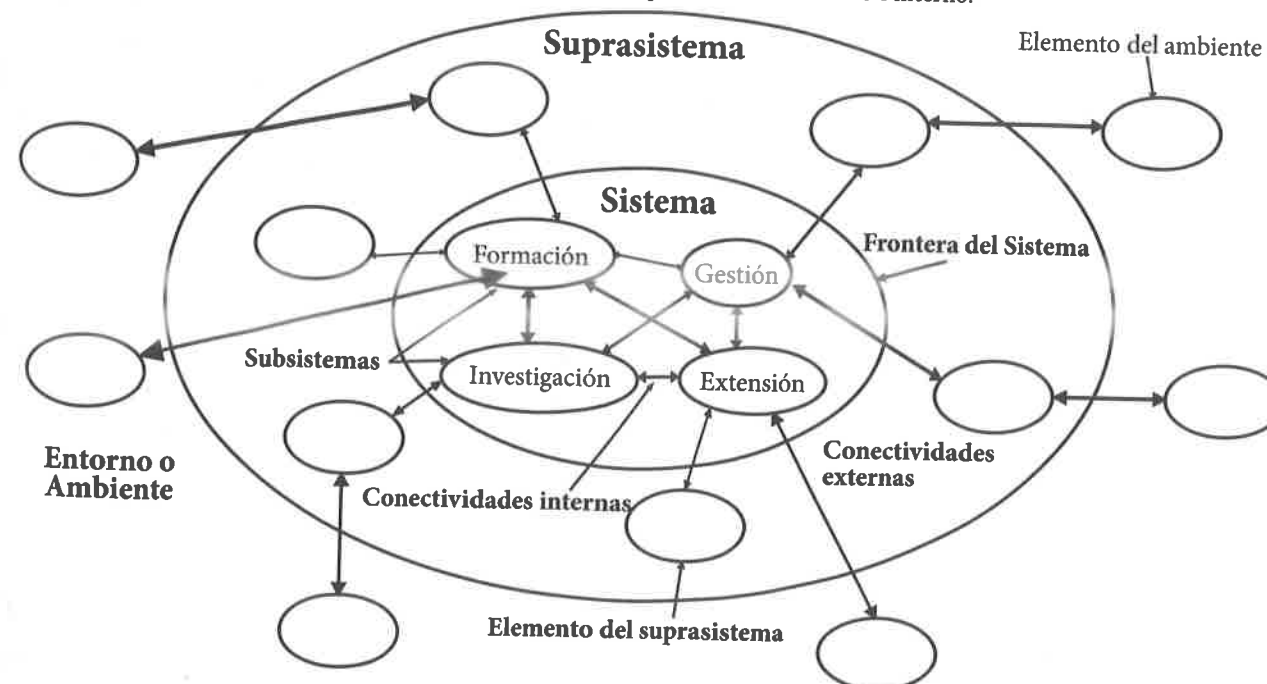 interno.
Suprasistema
Elemento del ambiente
Sistema
Formación
Gestión
Frontera del Sistema
Subsistemas
Investigación
Extensión
Entorno o
Ambiente
Conectividades internas
Conectividades
externas
Elemento del suprasistema